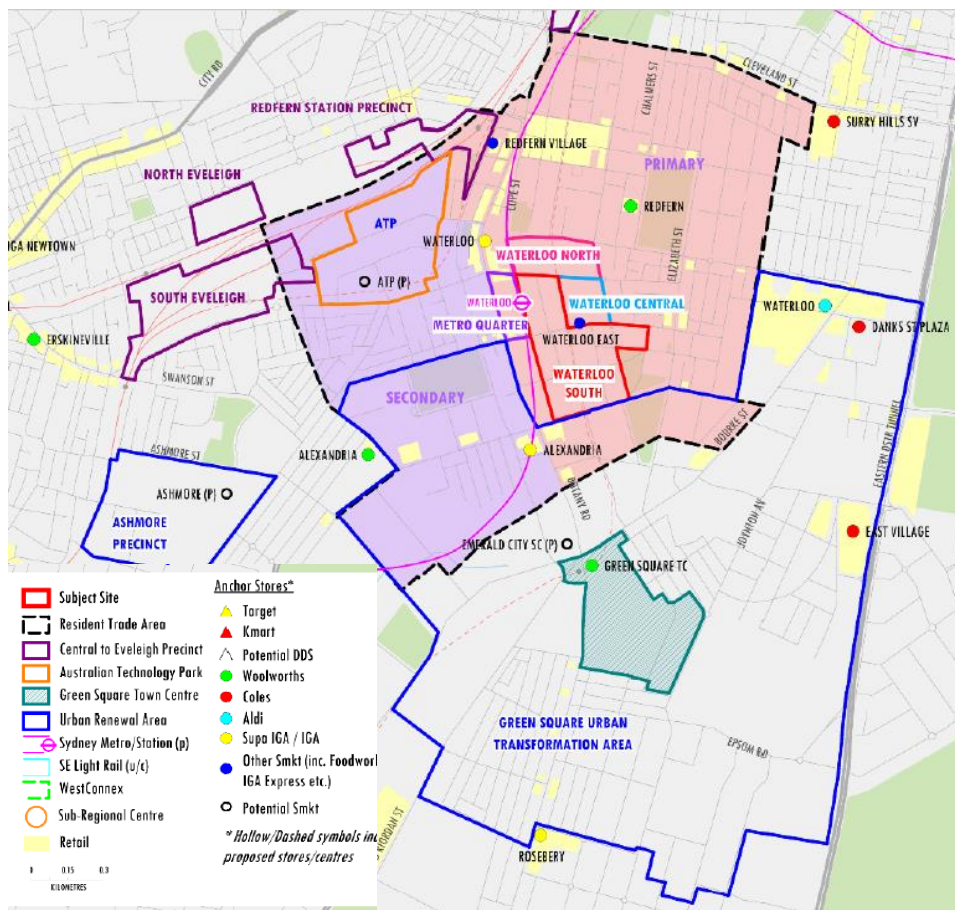 CITY RD
CLEVELAND ST
CHALMERS ST
REDFERN STATION PRECINCT
SURRY HILLS SV
REDFERN VILLAGE
PRIMARY
NORTH EVELEIGH
COPE ST
REDFERN
ATP
IGA NEWTOWN
WATERLOO
ELIZABETH ST
WATERLOO NORTH
ATP (P)
SOUTH EVELEIGH
WATERLOO
WATERLOO CENTRAL
WATERLOO
METRO QUARTER
DANKS ST PLAZA
ERSKINEVILLE
WATERLOO EAST
SWANSON ST
WATERLOO
SOUTH
SECONDARY
BOURKE ST
EASTERN DSTR TUNNEL
ASHMORE ST
ALEXANDRIA
ALEXANDRIA
ASHMORE (P)
BOTANY RD
JOYNTON AV
ASHMORE
PRECINCT
EMERALD CITY SC (P)
EAST VILLAGE
GREEN SQUARE TC
GREEN SQUARE URBAN
TRANSFORMATION AREA
EPSOM RD
O RIORDAN ST
ROSEBERY
Subject Site
Resident Trade Area
Central to Eveleigh Precinct
Australian Technology Park
Green Square Town Centre
Urban Renewal Area
Sydney Metro/Station (p)
SE Light Rail (u/c)
WestConnex
Sub-Regional Centre
Retail
0 0.15 0.3
KILOMETRES
Anchor Stores*
Target
Kmart
Potential DDS
Woolworths
Coles
Aldi
Supa IGA / IGA
Other Smkt (inc. Foodwor
IGA Express etc.)
Potential Smkt
* Hollow/Dashed symbols in
proposed stores/centres